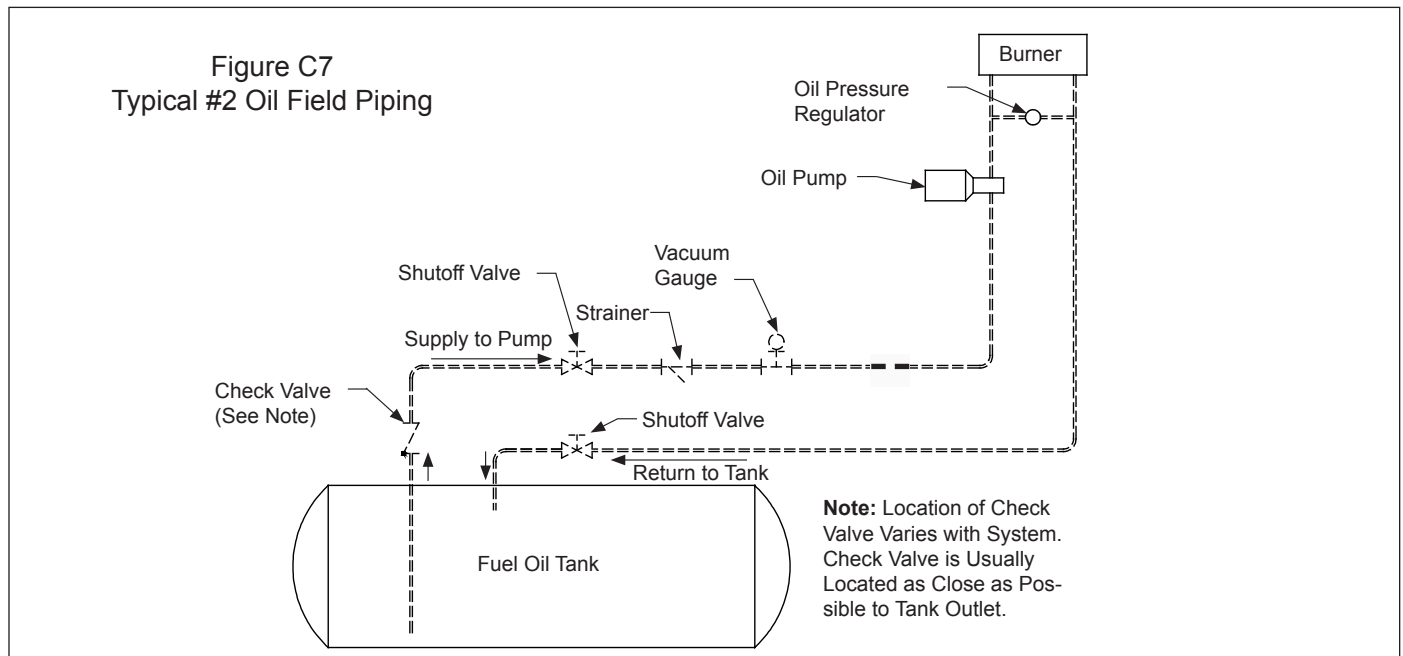 Figure C7
Typical #2 Oil Field Piping
Burner
Oil Pressure
Regulator
Oil Pump
Vacuum
Gauge
Shutoff Valve
Strainer
Supply to Pump
Check Valve
(See Note)
Shutoff Valve
Return to Tank
Fuel Oil Tank
Note: Location of Check
Valve Varies with System.
Check Valve is Usually
Located as Close as Pos-
sible to Tank Outlet.